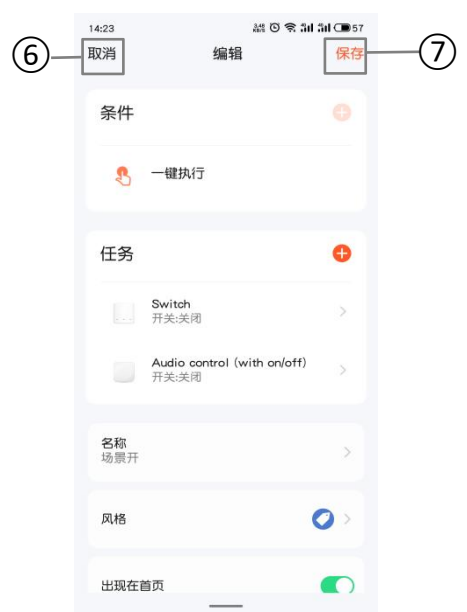 14:23
57
⑥
取消
编辑
保存
⑦
条件
一键执行
任务
Switch
开关:关闭
Audio control (with on/off)
开关:关闭
名称
场景开
风格
出现在首页